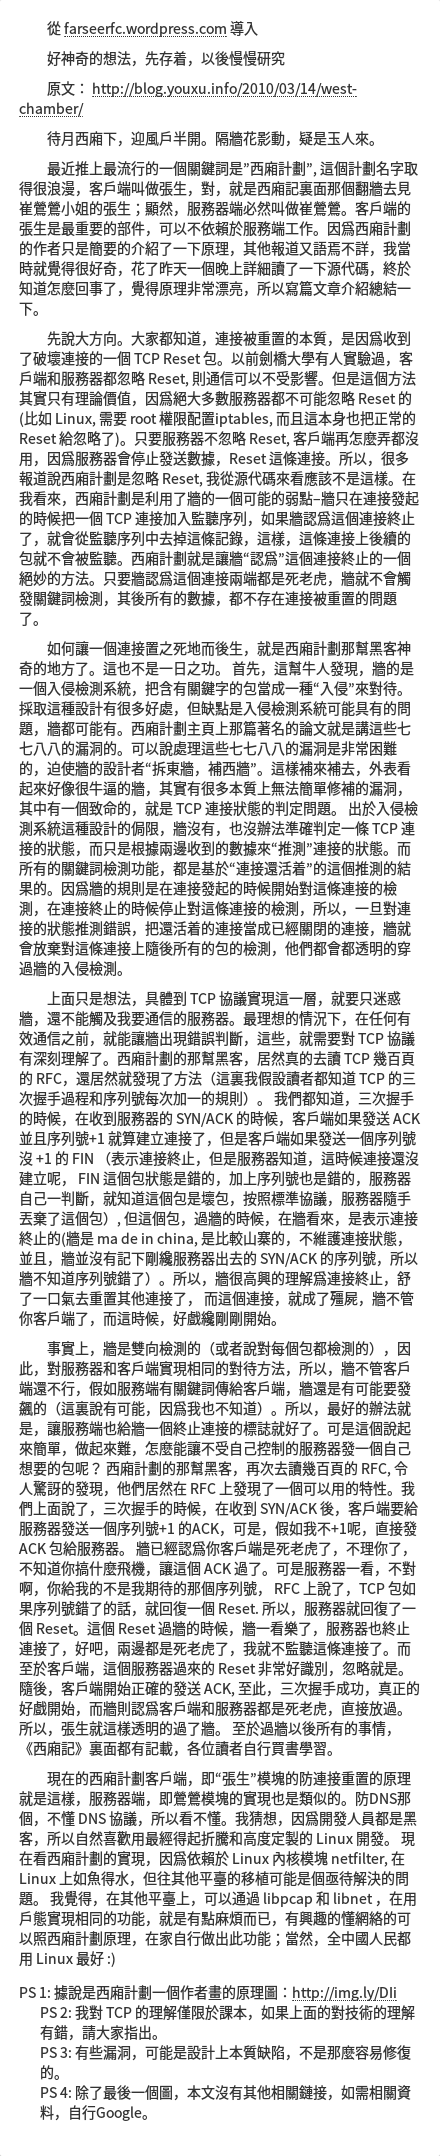 從 farseerfc.wordpress.com 導入
好神奇的想法，先存着，以後慢慢研究
原文： http://blog.youxu.info/2010/03/14/west-
chamber/
待月西廂下，迎風戶半開。隔牆花影動，疑是玉人來。
最近推上最流行的一個關鍵詞是”西廂計劃”, 這個計劃名字取
得很浪漫，客戶端叫做張生，對，就是西廂記裏面那個翻牆去見
崔鶯鶯小姐的張生；顯然，服務器端必然叫做崔鶯鶯。客戶端的
張生是最重要的部件，可以不依賴於服務端工作。因爲西廂計劃
的作者只是簡要的介紹了一下原理，其他報道又語焉不詳，我當
時就覺得很好奇，花了昨天一個晚上詳細讀了一下源代碼，終於
知道怎麼回事了，覺得原理非常漂亮，所以寫篇文章介紹總結一
下。
先說大方向。大家都知道，連接被重置的本質，是因爲收到
了破壞連接的一個 TCP Reset 包。以前劍橋大學有人實驗過，客
戶端和服務器都忽略 Reset, 則通信可以不受影響。但是這個方法
其實只有理論價值，因爲絕大多數服務器都不可能忽略 Reset 的
(比如 Linux, 需要 root 權限配置iptables, 而且這本身也把正常的
Reset 給忽略了)。只要服務器不忽略 Reset, 客戶端再怎麼弄都沒
用，因爲服務器會停止發送數據，Reset 這條連接。所以，很多
報道說西廂計劃是忽略 Reset, 我從源代碼來看應該不是這樣。在
我看來，西廂計劃是利用了牆的一個可能的弱點–牆只在連接發起
的時候把一個 TCP 連接加入監聽序列，如果牆認爲這個連接終止
了，就會從監聽序列中去掉這條記錄，這樣，這條連接上後續的
包就不會被監聽。西廂計劃就是讓牆“認爲”這個連接終止的一個
絕妙的方法。只要牆認爲這個連接兩端都是死老虎，牆就不會觸
發關鍵詞檢測，其後所有的數據，都不存在連接被重置的問題
了。
如何讓一個連接置之死地而後生，就是西廂計劃那幫黑客神
奇的地方了。這也不是一日之功。 首先，這幫牛人發現，牆的是
一個入侵檢測系統，把含有關鍵字的包當成一種“入侵”來對待。
採取這種設計有很多好處，但缺點是入侵檢測系統可能具有的問
題，牆都可能有。西廂計劃主頁上那篇著名的論文就是講這些七
七八八的漏洞的。可以說處理這些七七八八的漏洞是非常困難
的，迫使牆的設計者“拆東牆，補西牆”。這樣補來補去，外表看
起來好像很牛逼的牆，其實有很多本質上無法簡單修補的漏洞，
其中有一個致命的，就是 TCP 連接狀態的判定問題。 出於入侵檢
測系統這種設計的侷限，牆沒有，也沒辦法準確判定一條 TCP 連
接的狀態，而只是根據兩邊收到的數據來“推測”連接的狀態。而
所有的關鍵詞檢測功能，都是基於“連接還活着”的這個推測的結
果的。因爲牆的規則是在連接發起的時候開始對這條連接的檢
測，在連接終止的時候停止對這條連接的檢測，所以，一旦對連
接的狀態推測錯誤，把還活着的連接當成已經關閉的連接，牆就
會放棄對這條連接上隨後所有的包的檢測，他們都會都透明的穿
過牆的入侵檢測。
上面只是想法，具體到 TCP 協議實現這一層，就要只迷惑
牆，還不能觸及我要通信的服務器。最理想的情況下，在任何有
效通信之前，就能讓牆出現錯誤判斷，這些，就需要對 TCP 協議
有深刻理解了。西廂計劃的那幫黑客，居然真的去讀 TCP 幾百頁
的 RFC，還居然就發現了方法（這裏我假設讀者都知道 TCP 的三
次握手過程和序列號每次加一的規則）。 我們都知道，三次握手
的時候，在收到服務器的 SYN/ACK 的時候，客戶端如果發送 ACK
並且序列號+1 就算建立連接了，但是客戶端如果發送一個序列號
沒 +1 的 FIN （表示連接終止，但是服務器知道，這時候連接還沒
建立呢， FIN 這個包狀態是錯的，加上序列號也是錯的，服務器
自己一判斷，就知道這個包是壞包，按照標準協議，服務器隨手
丟棄了這個包）, 但這個包，過牆的時候，在牆看來，是表示連接
終止的(牆是 ma de in china, 是比較山寨的，不維護連接狀態，
並且，牆並沒有記下剛纔服務器出去的 SYN/ACK 的序列號，所以
牆不知道序列號錯了）。所以，牆很高興的理解爲連接終止，舒
了一口氣去重置其他連接了， 而這個連接，就成了殭屍，牆不管
你客戶端了，而這時候，好戲纔剛剛開始。
事實上，牆是雙向檢測的（或者說對每個包都檢測的），因
此，對服務器和客戶端實現相同的對待方法，所以，牆不管客戶
端還不行，假如服務端有關鍵詞傳給客戶端，牆還是有可能要發
飆的（這裏說有可能，因爲我也不知道）。所以，最好的辦法就
是，讓服務端也給牆一個終止連接的標誌就好了。可是這個說起
來簡單，做起來難，怎麼能讓不受自己控制的服務器發一個自己
想要的包呢？ 西廂計劃的那幫黑客，再次去讀幾百頁的 RFC, 令
人驚訝的發現，他們居然在 RFC 上發現了一個可以用的特性。我
們上面說了，三次握手的時候，在收到 SYN/ACK 後，客戶端要給
服務器發送一個序列號+1 的ACK，可是，假如我不+1呢，直接發
ACK 包給服務器。 牆已經認爲你客戶端是死老虎了，不理你了，
不知道你搞什麼飛機，讓這個 ACK 過了。可是服務器一看，不對
啊，你給我的不是我期待的那個序列號， RFC 上說了，TCP 包如
果序列號錯了的話，就回復一個 Reset. 所以，服務器就回復了一
個 Reset。這個 Reset 過牆的時候，牆一看樂了，服務器也終止
連接了，好吧，兩邊都是死老虎了，我就不監聽這條連接了。而
至於客戶端，這個服務器過來的 Reset 非常好識別，忽略就是。
隨後，客戶端開始正確的發送 ACK, 至此，三次握手成功，真正的
好戲開始，而牆則認爲客戶端和服務器都是死老虎，直接放過。
所以，張生就這樣透明的過了牆。 至於過牆以後所有的事情，
《西廂記》裏面都有記載，各位讀者自行買書學習。
現在的西廂計劃客戶端，即“張生”模塊的防連接重置的原理
就是這樣，服務器端，即鶯鶯模塊的實現也是類似的。防DNS那
個，不懂 DNS 協議，所以看不懂。我猜想，因爲開發人員都是黑
客，所以自然喜歡用最經得起折騰和高度定製的 Linux 開發。 現
在看西廂計劃的實現，因爲依賴於 Linux 內核模塊 netfilter, 在
Linux 上如魚得水，但往其他平臺的移植可能是個亟待解決的問
題。 我覺得，在其他平臺上，可以通過 libpcap 和 libnet ，在用
戶態實現相同的功能，就是有點麻煩而已，有興趣的懂網絡的可
以照西廂計劃原理，在家自行做出此功能；當然，全中國人民都
用 Linux 最好 :)
PS 1: 據說是西廂計劃一個作者畫的原理圖：http://img.ly/DIi
PS 2: 我對 TCP 的理解僅限於課本，如果上面的對技術的理解
有錯，請大家指出。
PS 3: 有些漏洞，可能是設計上本質缺陷，不是那麼容易修復
的。
PS 4: 除了最後一個圖，本文沒有其他相關鏈接，如需相關資
料，自行Google。